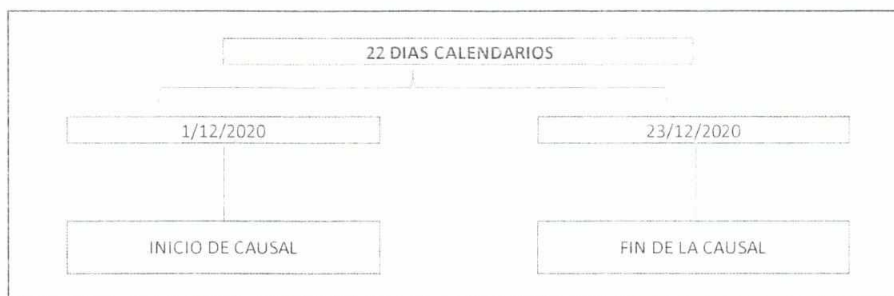 22 DIAS CALENDARIOS
1/12/2020
23/12/2020
INICIO DE CAUSAL
FIN DE LA CAUSAL